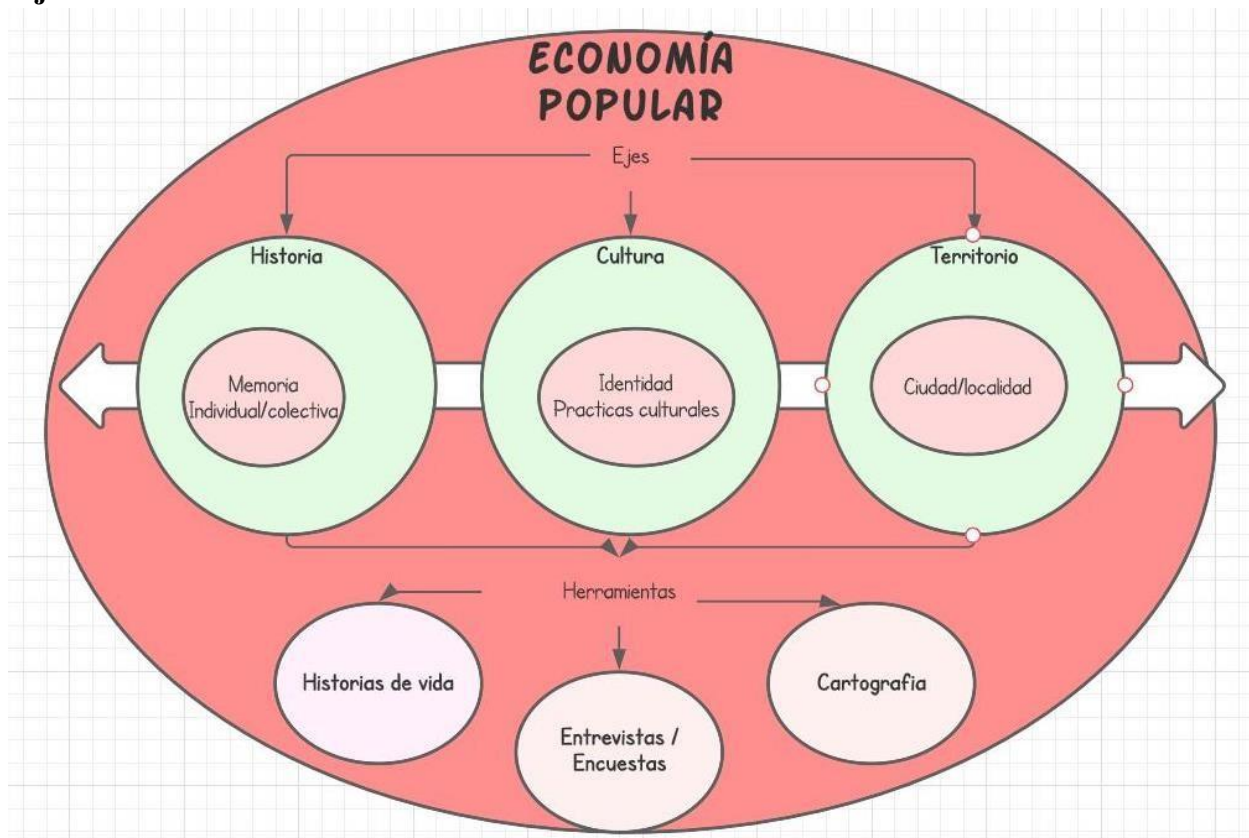 ECONOMÍA
POPULAR
Ejes
Historia
Cultura
Territorio
Memoria
Individual/colectiva
Identidad
Practicas culturales
Ciudad/localidad
Herramientas
Historias de vida
Entrevistas /
Encuestas
Cartografia